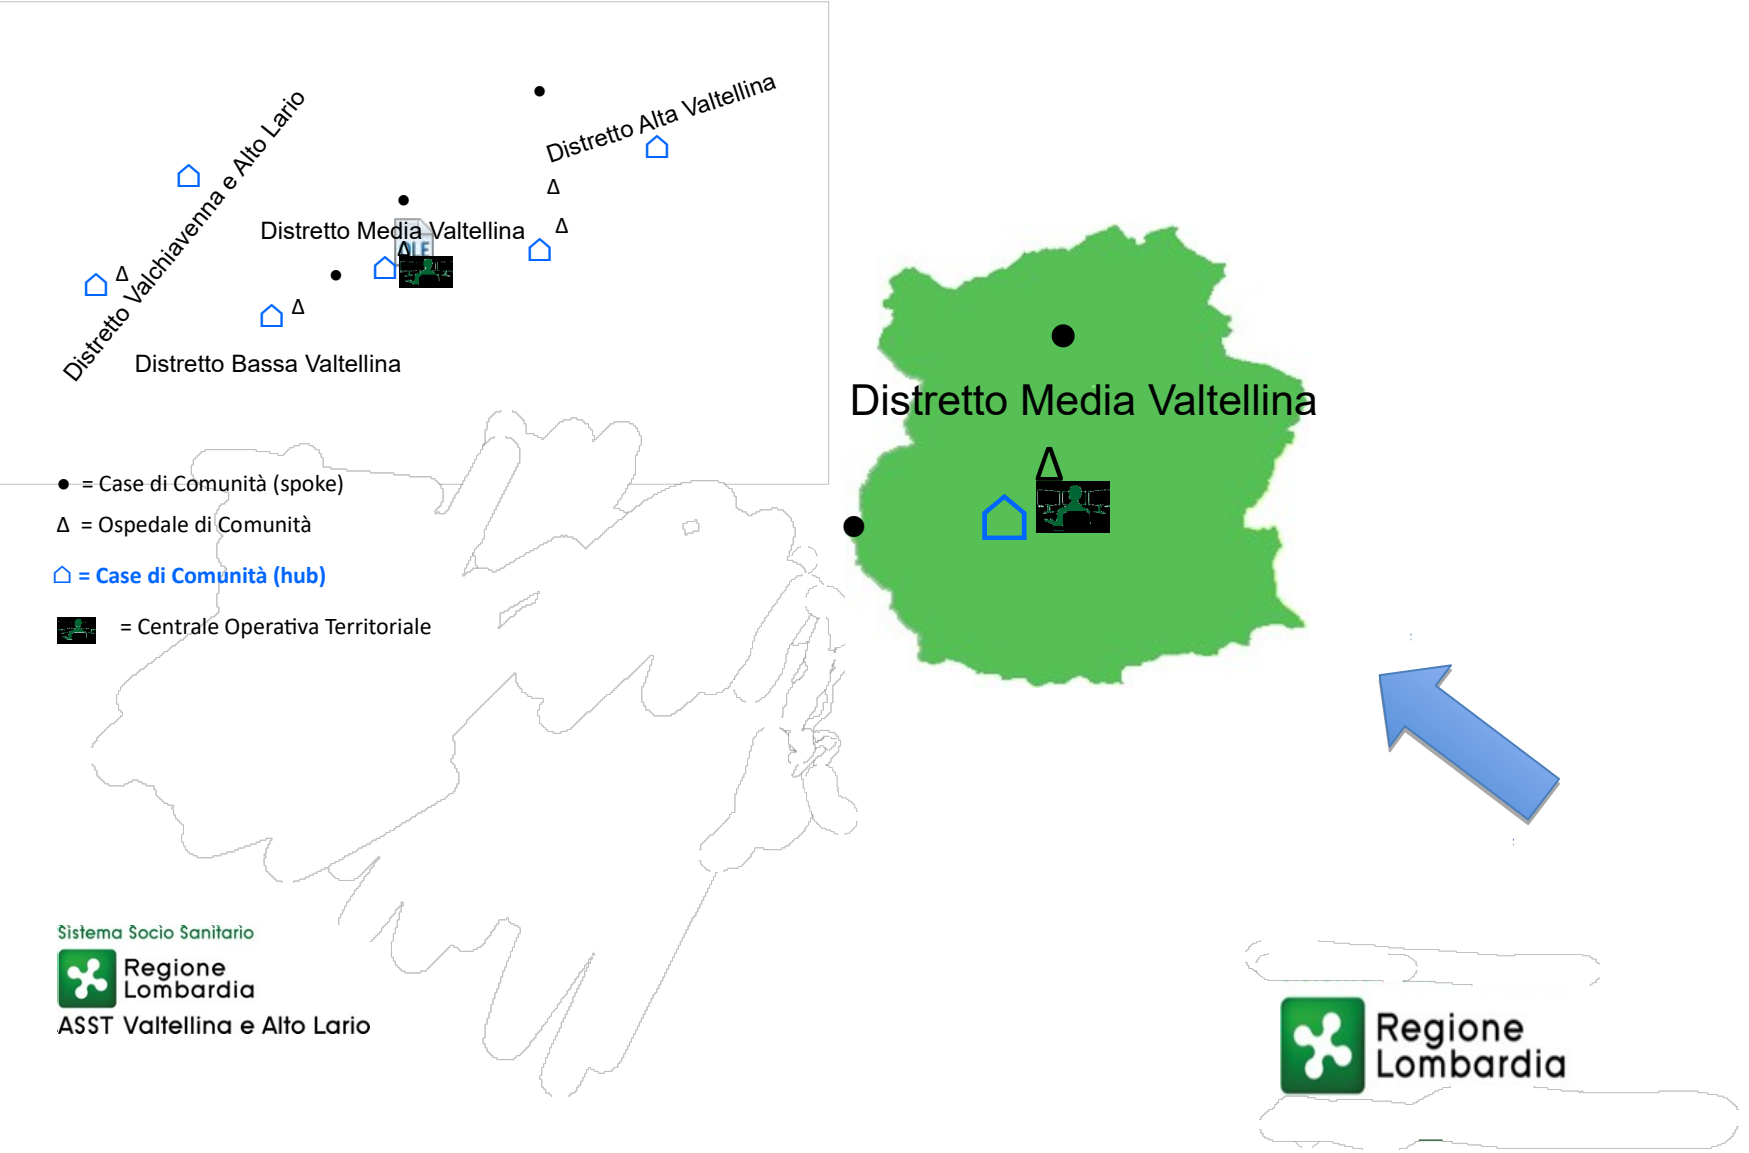 Distretto Valchiavenna e Alto Lario
Distretto Alta Valtellina
Δ
Distretto Media Valtellina
Δ
Δ
Δ
Δ
Δ
Distretto Bassa Valtellina
● = Case di Comunità (spoke)
Δ = Ospedale di Comunità
= Case di Comunità (hub)
= Centrale Operativa Territoriale
Distretto Media Valtellina
Δ
Sistema Socio Sanitario
Regione
Lombardia
ASST Valtellina e Alto Lario
Regione
Lombardia